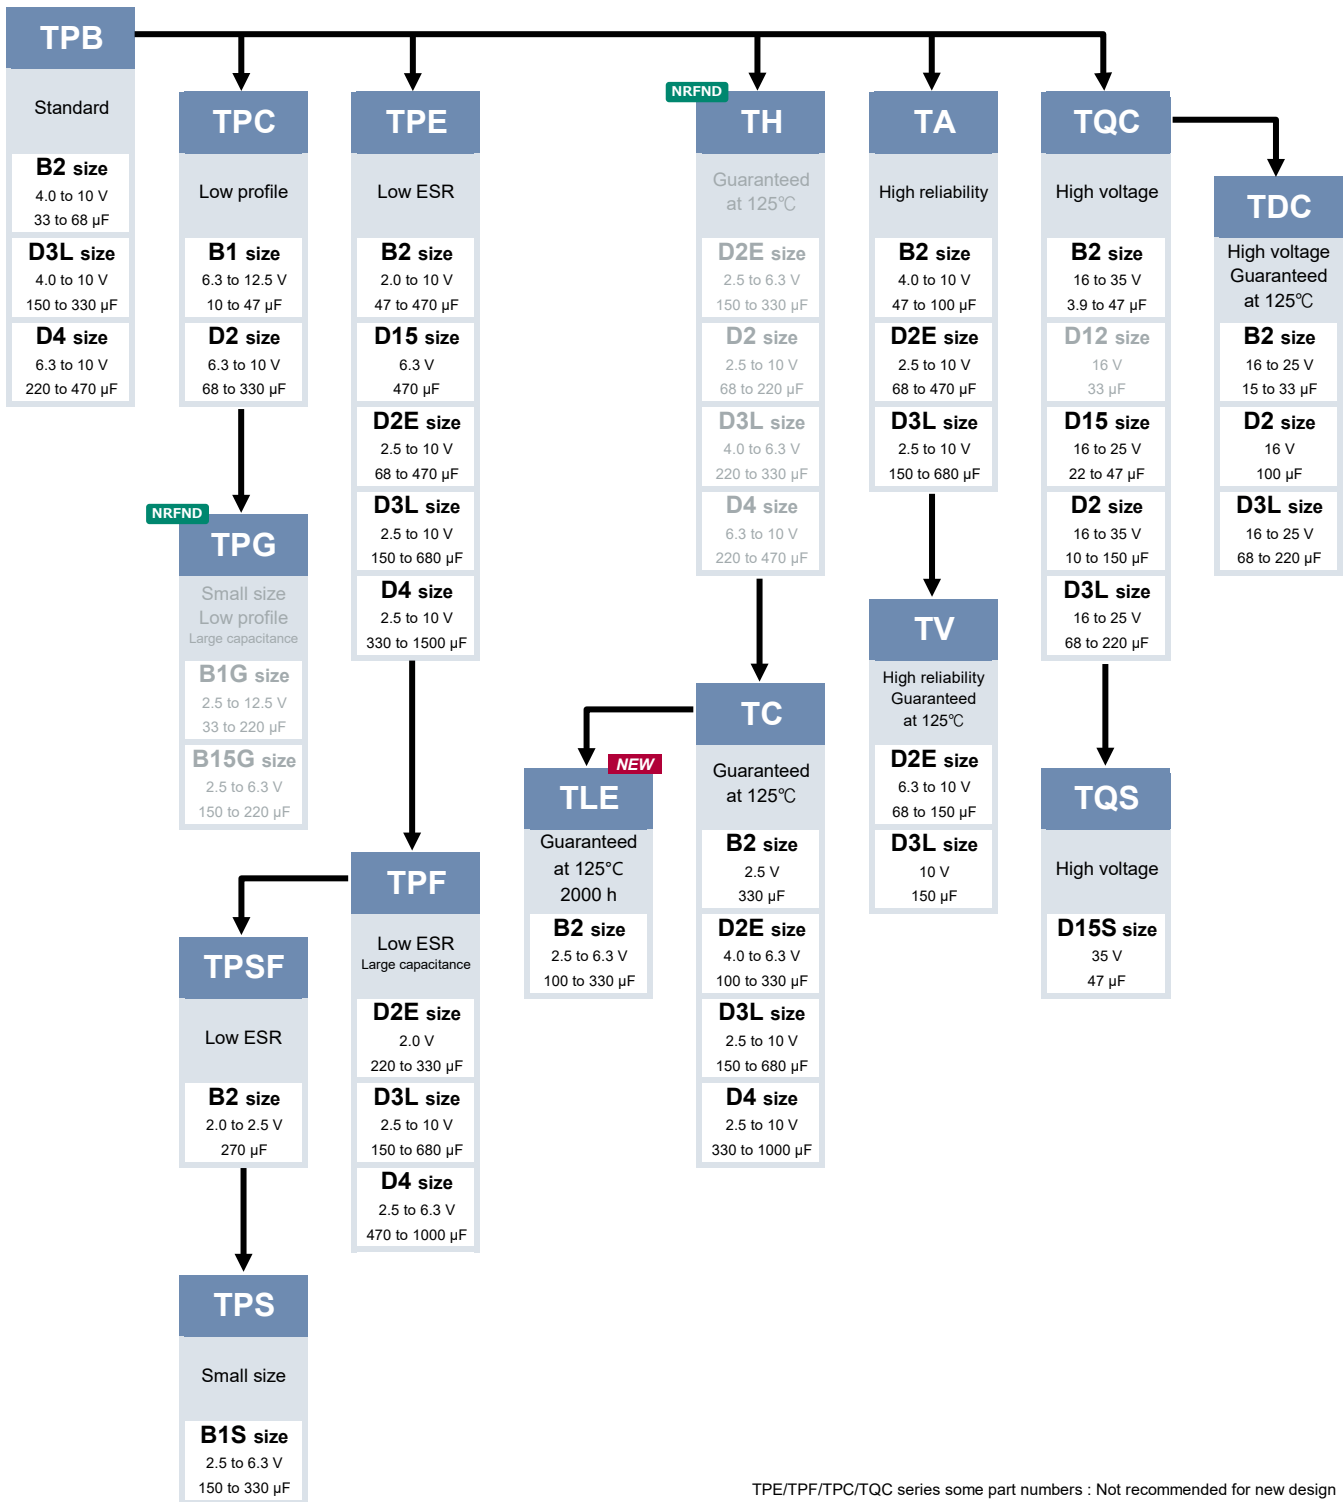 TPB
Standard
B2 size
4.0 to 10 V
33 to 68 µF
D3L size
4.0 to 10 V
150 to 330 µF
D4 size
6.3 to 10 V
220 to 470 µF
TPC
Low profile
B1 size
6.3 to 12.5 V
10 to 47 µF
D2 size
6.3 to 10 V
68 to 330 µF
NRFND
TPG
Small size
Low profile
Large capacitance
B1G size
2.5 to 12.5 V
33 to 220 µF
B15G size
2.5 to 6.3 V
150 to 220 µF
TPE
Low ESR
B2 size
2.0 to 10 V
47 to 470 µF
D15 size
6.3 V
470 µF
D2E size
2.5 to 10 V
68 to 470 µF
D3L size
2.5 to 10 V
150 to 680 µF
D4 size
2.5 to 10 V
330 to 1500 µF
TPF
Low ESR
Large capacitance
D2E size
2.0 V
220 to 330 µF
D3L size
2.5 to 10 V
150 to 680 µF
D4 size
2.5 to 6.3 V
470 to 1000 µF
TPSF
Low ESR
B2 size
2.0 to 2.5 V
270 µF
TPS
Small size
B1S size
2.5 to 6.3 V
150 to 330 µF
NRFND
TH
Guaranteed
at 125℃
D2E size
2.5 to 6.3 V
150 to 330 µF
D2 size
2.5 to 10 V
68 to 220 µF
D3L size
4.0 to 6.3 V
220 to 330 µF
D4 size
6.3 to 10 V
220 to 470 µF
TC
Guaranteed
at 125℃
B2 size
2.5 V
330 µF
D2E size
4.0 to 6.3 V
100 to 330 µF
D3L size
2.5 to 10 V
150 to 680 µF
D4 size
2.5 to 10 V
330 to 1000 µF
NEW
TLE
Guaranteed
at 125°C
2000 h
B2 size
2.5 to 6.3 V
100 to 330 µF
TA
High reliability
B2 size
4.0 to 10 V
47 to 100 µF
D2E size
2.5 to 10 V
68 to 470 µF
D3L size
2.5 to 10 V
150 to 680 µF
TV
High reliability
Guaranteed
at 125℃
D2E size
6.3 to 10 V
68 to 150 µF
D3L size
10 V
150 µF
TQC
High voltage
B2 size
16 to 35 V
3.9 to 47 µF
D12 size
16 V
33 µF
D15 size
16 to 25 V
22 to 47 µF
D2 size
16 to 35 V
10 to 150 µF
D3L size
16 to 25 V
68 to 220 µF
TQS
High voltage
D15S size
35 V
47 µF
TDC
High voltage
Guaranteed
at 125℃
B2 size
16 to 25 V
15 to 33 µF
D2 size
16 V
100 µF
D3L size
16 to 25 V
68 to 220 µF
TPE/TPF/TPC/TQC series some part numbers : Not recommended for new design